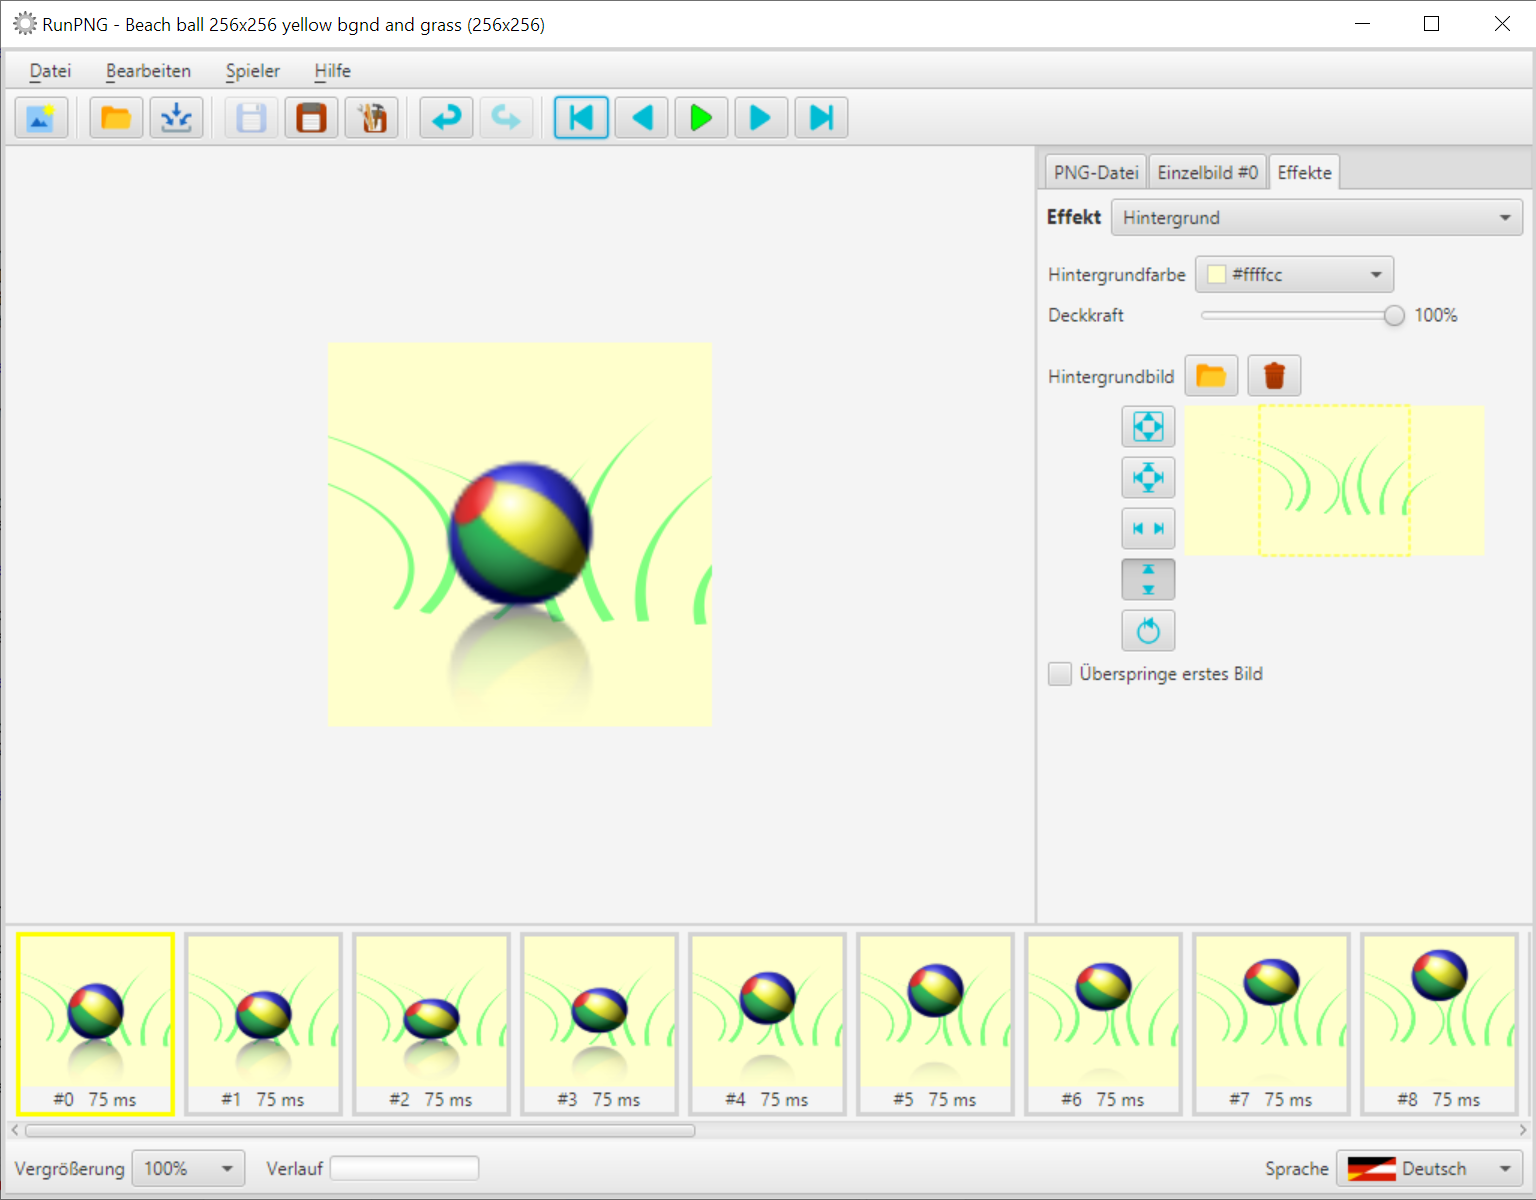 RunPNG - Beach ball 256x256 yellow bgnd and grass (256x256)
Datei Bearbeiten Spieler Hilfe
PNG-Datei Einzelbild #0 Effekte
Effekt Hintergrund
Hintergrundfarbe #ffffcc
Deckkraft 100%
Hintergrundbild
Überspringe erstes Bild
#0 75 ms #1 75 ms #2 75 ms #3 75 ms #4 75 ms #5 75 ms #6 75 ms #7 75 ms #8 75 ms
Vergrößerung 100% Verlauf Sprache Deutsch